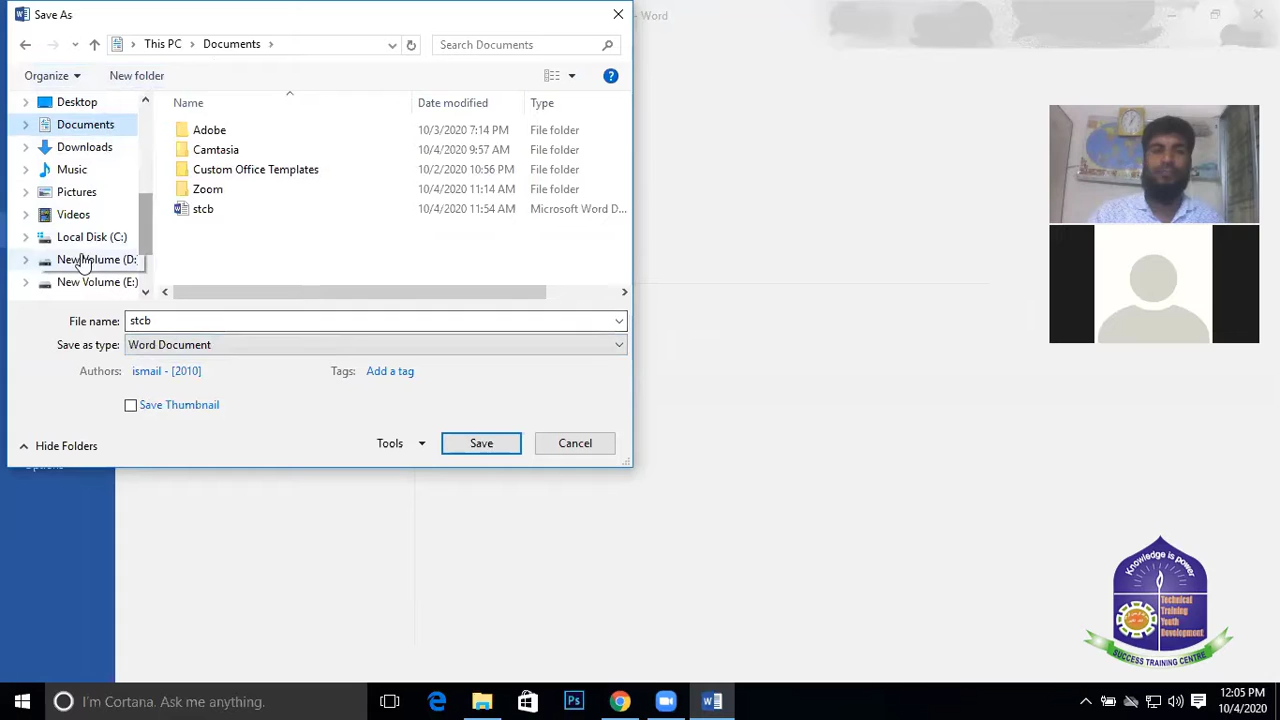 Save As
- Word
This PC
Documents
Search Documents
Organize
New folder
?
Desktop
Documents
Downloads
Music
Pictures
Videos
Local Disk (C:)
New Volume (D:
New Volume (E:)
Name
Date modified
Type
Adobe
10/3/2020 7:14 PM
File folder
Camtasia
10/4/2020 9:57 AM
File folder
Custom Office Templates
10/2/2020 10:56 PM
File folder
Zoom
10/4/2020 11:14 AM
File folder
stcb
10/4/2020 11:54 AM
Microsoft Word D...
File name:
stcb
Save as type:
Word Document
Authors:
ismail - [2010]
Tags:
Add a tag
Save Thumbnail
Hide Folders
Tools
Save
Cancel
Knowledge is power
Technical
Training
Youth
Development
SUCCESS TRAINING CENTRE
I'm Cortana. Ask me anything.
Ps
12:05 PM
10/4/2020